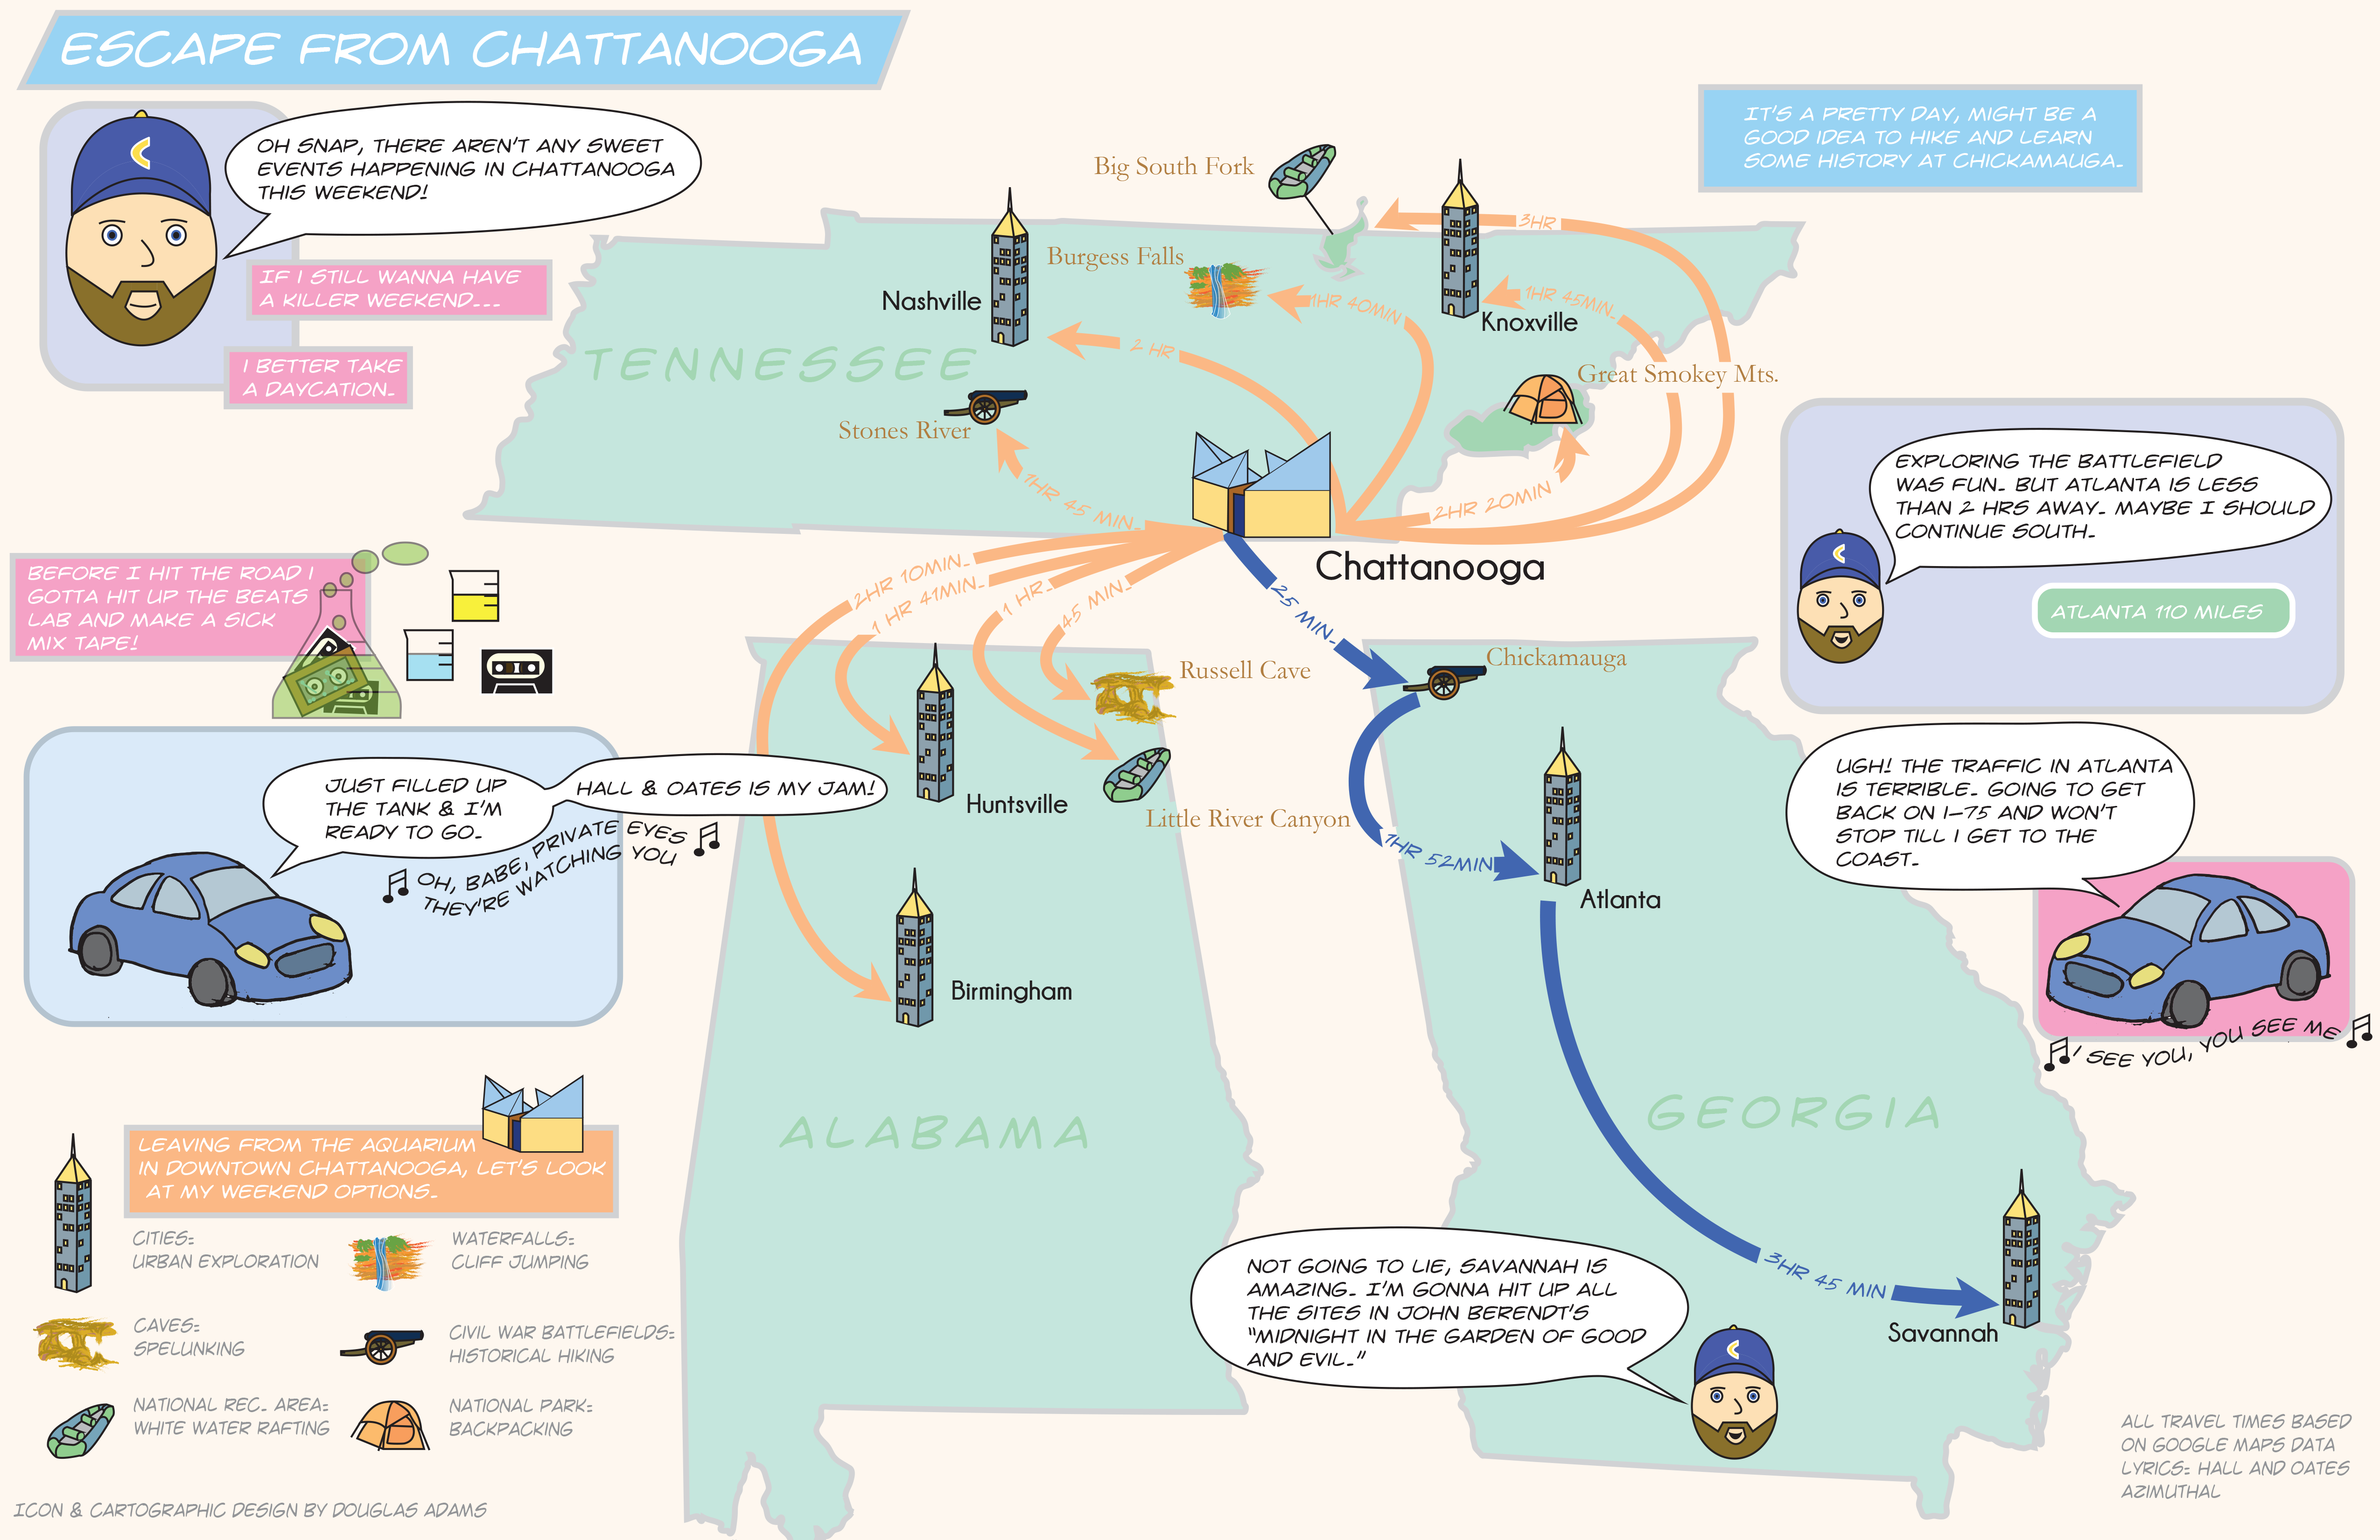 ESCAPE FROM CHATTANOOGA
OH SNAP, THERE AREN'T ANY SWEET
EVENTS HAPPENING IN CHATTANOOGA
THIS WEEKEND!
IF I STILL WANNA HAVE
A KILLER WEEKEND...
I BETTER TAKE
A DAYCATION.
BEFORE I HIT THE ROAD I
GOTTA HIT UP THE BEATS
LAB AND MAKE A SICK
MIX TAPE!
JUST FILLED UP
THE TANK & I'M
READY TO GO.
HALL & OATES IS MY JAM!
OH, BABE, PRIVATE EYES
THEY'RE WATCHING YOU
LEAVING FROM THE AQUARIUM
IN DOWNTOWN CHATTANOOGA, LET'S LOOK
AT MY WEEKEND OPTIONS.
CITIES:
URBAN EXPLORATION
WATERFALLS:
CLIFF JUMPING
CAVES:
SPELUNKING
CIVIL WAR BATTLEFIELDS:
HISTORICAL HIKING
NATIONAL REC. AREA:
WHITE WATER RAFTING
NATIONAL PARK:
BACKPACKING
ICON & CARTOGRAPHIC DESIGN BY DOUGLAS ADAMS
TENNESSEE
Big South Fork
3HR
Burgess Falls
1HR 40MIN
Nashville
2 HR
Knoxville
1HR 45MIN.
Great Smokey Mts.
2HR 20MIN
Stones River
1HR 45 MIN.
Chattanooga
2HR 10MIN.
1 HR 41MIN.
1 HR.
45 MIN.
25 MIN.
Russell Cave
Chickamauga
Huntsville
Little River Canyon
1HR 52MIN
Atlanta
Birmingham
ALABAMA
GEORGIA
3HR 45 MIN
Savannah
IT'S A PRETTY DAY, MIGHT BE A
GOOD IDEA TO HIKE AND LEARN
SOME HISTORY AT CHICKAMAUGA.
EXPLORING THE BATTLEFIELD
WAS FUN. BUT ATLANTA IS LESS
THAN 2 HRS AWAY. MAYBE I SHOULD
CONTINUE SOUTH.
ATLANTA 110 MILES
UGH! THE TRAFFIC IN ATLANTA
IS TERRIBLE. GOING TO GET
BACK ON I-75 AND WON'T
STOP TILL I GET TO THE
COAST.
I SEE YOU, YOU SEE ME
NOT GOING TO LIE, SAVANNAH IS
AMAZING. I'M GONNA HIT UP ALL
THE SITES IN JOHN BERENDT'S
"MIDNIGHT IN THE GARDEN OF GOOD
AND EVIL."
ALL TRAVEL TIMES BASED
ON GOOGLE MAPS DATA
LYRICS: HALL AND OATES
AZIMUTHAL